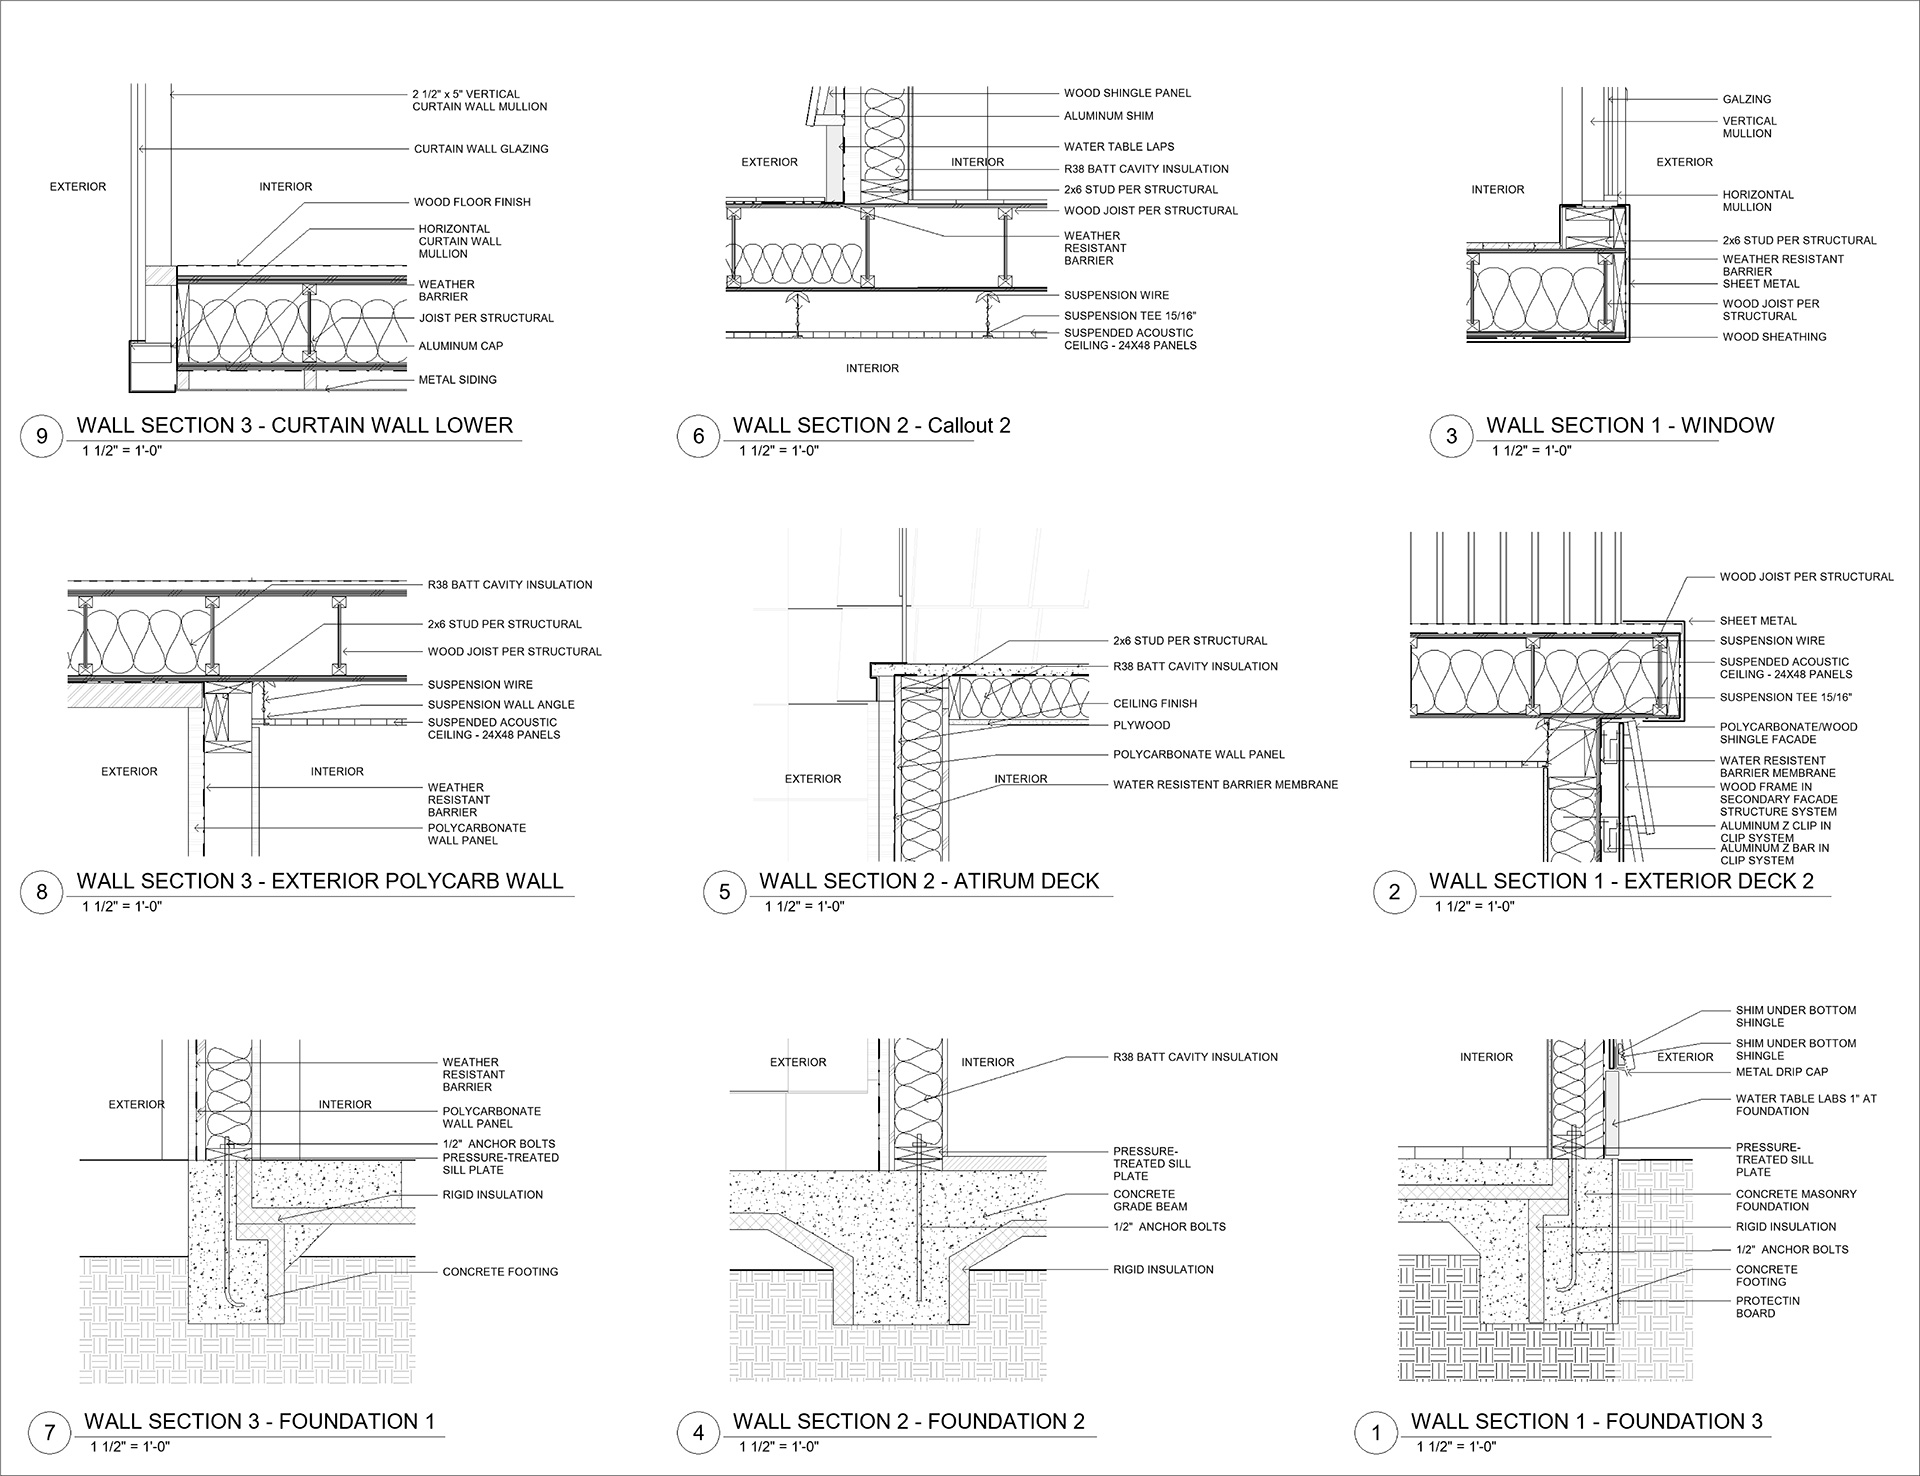 2 1/2" x 5" VERTICAL
CURTAIN WALL MULLION
CURTAIN WALL GLAZING
EXTERIOR
INTERIOR
WOOD FLOOR FINISH
HORIZONTAL
CURTAIN WALL
MULLION
WEATHER
BARRIER
JOIST PER STRUCTURAL
ALUMINUM CAP
METAL SIDING
9
WALL SECTION 3 - CURTAIN WALL LOWER
1 1/2" = 1'-0"
WOOD SHINGLE PANEL
ALUMINUM SHIM
WATER TABLE LAPS
EXTERIOR
INTERIOR
R38 BATT CAVITY INSULATION
2x6 STUD PER STRUCTURAL
WOOD JOIST PER STRUCTURAL
WEATHER
RESISTANT
BARRIER
SUSPENSION WIRE
SUSPENSION TEE 15/16"
SUSPENDED ACOUSTIC
CEILING - 24X48 PANELS
INTERIOR
6
WALL SECTION 2 - Callout 2
1 1/2" = 1'-0"
GALZING
VERTICAL
MULLION
EXTERIOR
INTERIOR
HORIZONTAL
MULLION
2x6 STUD PER STRUCTURAL
WEATHER RESISTANT
BARRIER
SHEET METAL
WOOD JOIST PER
STRUCTURAL
WOOD SHEATHING
3
WALL SECTION 1 - WINDOW
1 1/2" = 1'-0"
R38 BATT CAVITY INSULATION
2x6 STUD PER STRUCTURAL
WOOD JOIST PER STRUCTURAL
SUSPENSION WIRE
SUSPENSION WALL ANGLE
SUSPENDED ACOUSTIC
CEILING - 24X48 PANELS
EXTERIOR
INTERIOR
WEATHER
RESISTANT
BARRIER
POLYCARBONATE
WALL PANEL
8
WALL SECTION 3 - EXTERIOR POLYCARB WALL
1 1/2" = 1'-0"
2x6 STUD PER STRUCTURAL
R38 BATT CAVITY INSULATION
CEILING FINISH
PLYWOOD
POLYCARBONATE WALL PANEL
EXTERIOR
INTERIOR
WATER RESISTENT BARRIER MEMBRANE
5
WALL SECTION 2 - ATIRUM DECK
1 1/2" = 1'-0"
WOOD JOIST PER STRUCTURAL
SHEET METAL
SUSPENSION WIRE
SUSPENDED ACOUSTIC
CEILING - 24X48 PANELS
SUSPENSION TEE 15/16"
POLYCARBONATE/WOOD
SHINGLE FACADE
WATER RESISTENT
BARRIER MEMBRANE
WOOD FRAME IN
SECONDARY FACADE
STRUCTURE SYSTEM
ALUMINUM Z CLIP IN
CLIP SYSTEM
ALUMINUM Z BAR IN
CLIP SYSTEM
2
WALL SECTION 1 - EXTERIOR DECK 2
1 1/2" = 1'-0"
WEATHER
RESISTANT
BARRIER
EXTERIOR
INTERIOR
POLYCARBONATE
WALL PANEL
1/2"  ANCHOR BOLTS
PRESSURE-TREATED
SILL PLATE
RIGID INSULATION
CONCRETE FOOTING
7
WALL SECTION 3 - FOUNDATION 1
1 1/2" = 1'-0"
EXTERIOR
INTERIOR
R38 BATT CAVITY INSULATION
PRESSURE-
TREATED SILL
PLATE
CONCRETE
GRADE BEAM
1/2"  ANCHOR BOLTS
RIGID INSULATION
4
WALL SECTION 2 - FOUNDATION 2
1 1/2" = 1'-0"
SHIM UNDER BOTTOM
SHINGLE
SHIM UNDER BOTTOM
SHINGLE
INTERIOR
EXTERIOR
METAL DRIP CAP
WATER TABLE LABS 1" AT
FOUNDATION
PRESSURE-
TREATED SILL
PLATE
CONCRETE MASONRY
FOUNDATION
RIGID INSULATION
1/2"  ANCHOR BOLTS
CONCRETE
FOOTING
PROTECTIN
BOARD
1
WALL SECTION 1 - FOUNDATION 3
1 1/2" = 1'-0"